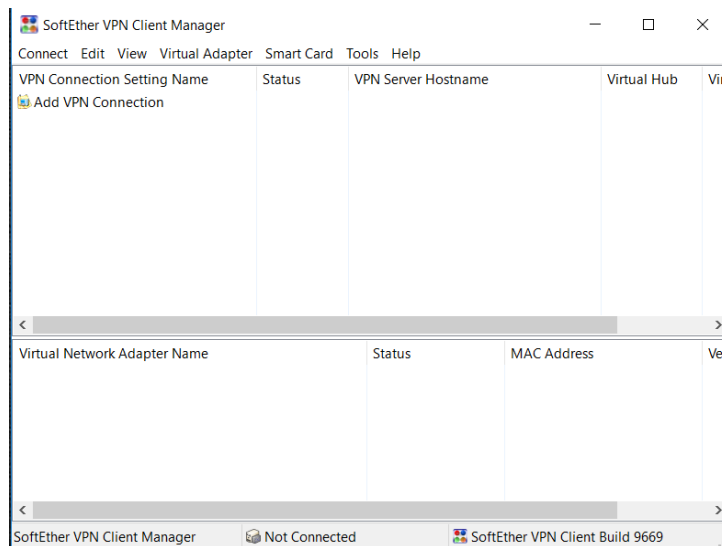 SoftEther VPN Client Manager
Connect Edit View Virtual Adapter Smart Card Tools Help
VPN Connection Setting Name Status VPN Server Hostname Virtual Hub Vi
Add VPN Connection
Virtual Network Adapter Name Status MAC Address Ve
SoftEther VPN Client Manager Not Connected SoftEther VPN Client Build 9669